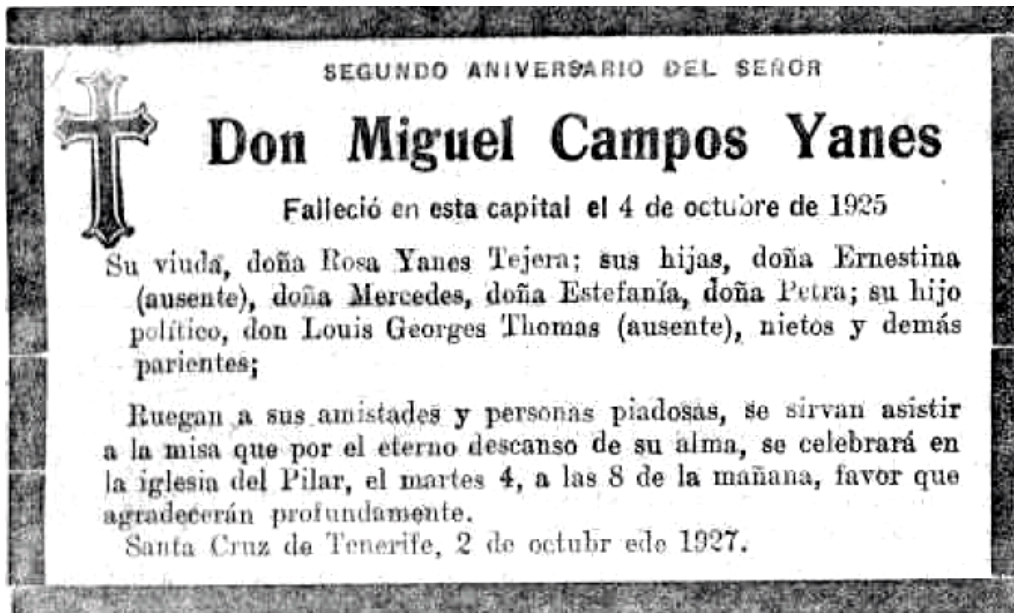 SEGUNDO ANIVERSARIO DEL SEÑOR
Don Miguel Campos Yanes
Falleció en esta capital el 4 de octubre de 1925
Su viuda, doña Rosa Yanes Tejera; sus hijas, doña Ernestina
(ausente), doña Mercedes, doña Estefanía, doña Petra; su hijo
político, don Louis Georges Thomas (ausente), nietos y demás
parientes;
Ruegan a sus amistades y personas piadosas, se sirvan asistir
a la misa que por el eterno descanso de su alma, se celebrará en
la iglesia del Pilar, el martes 4, a las 8 de la mañana, favor que
agradecerán profundamente.
Santa Cruz de Tenerife, 2 de octubr ede 1927.